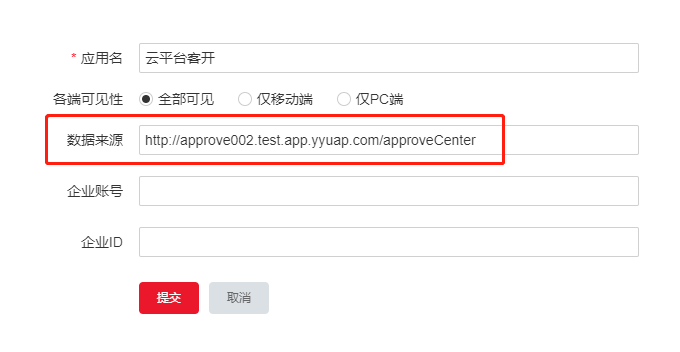 * 应用名 云平台客开
各端可见性 全部可见 仅移动端 仅PC端
数据来源 http://approve002.test.app.yyuap.com/approveCenter
企业账号
企业ID
提交 取消